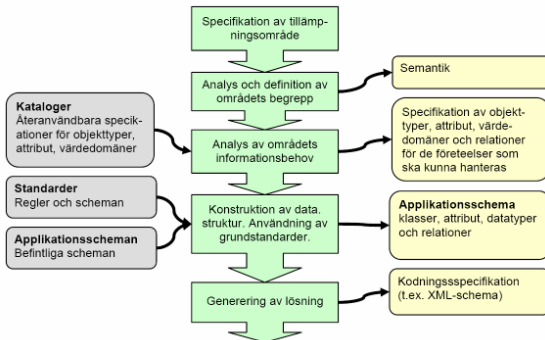 Specifikation av tillämp-
ningsområde
Analys och definition av
områdets begrepp
Semantik
Kataloger
Återanvändbara specik-
ationer för objekttyper,
attribut, värdedomäner
Analys av områdets
informationsbehov
Specifikation av objekt-
typer, attribut, värde-
domäner och relationer
för de företeelser som
ska kunna hanteras
Standarder
Regler och scheman
Applikationsscheman
Befintliga scheman
Konstruktion av data.
struktur. Användning av
grundstandarder.
Applikationsschema
klasser, attribut, datatyper
och relationer
Generering av lösning
Kodningssspecifikation
(t.ex. XML-schema)